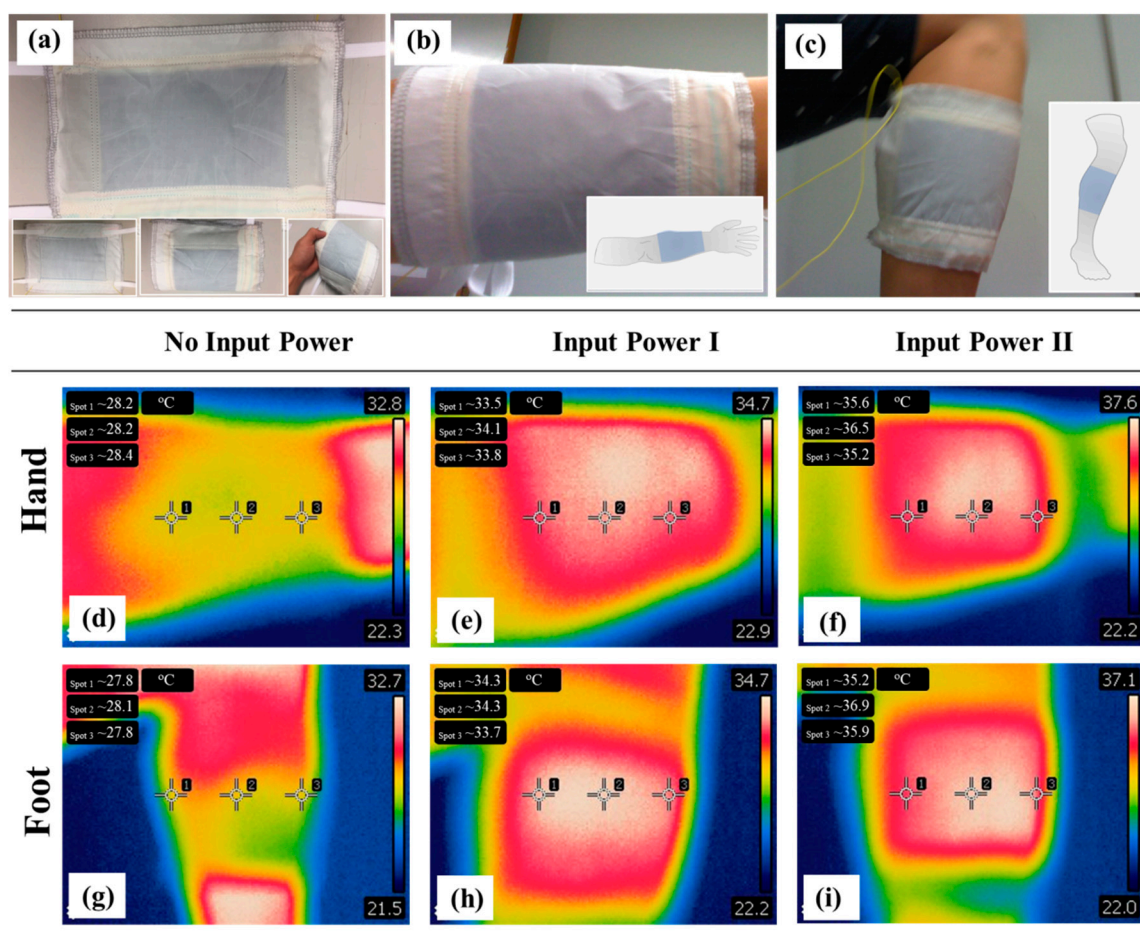 (a)
(b)
(c)
No Input Power
Input Power I
Input Power II
Hand
Spot 1 ~28.2 °C
Spot 2 ~28.2
Spot 3 ~28.4
32.8
1 2 3
22.3
(d)
Spot 1 ~33.5 °C
Spot 2 ~34.1
Spot 3 ~33.8
34.7
1 2 3
22.9
(e)
Spot 1 ~35.6 °C
Spot 2 ~36.5
Spot 3 ~35.2
37.6
1 2 3
22.2
(f)
Foot
Spot 1 ~27.8 °C
Spot 2 ~28.1
Spot 3 ~27.8
32.7
1 2 3
21.5
(g)
Spot 1 ~34.3 °C
Spot 2 ~34.3
Spot 3 ~33.7
34.7
1 2 3
22.2
(h)
Spot 1 ~35.2 °C
Spot 2 ~36.9
Spot 3 ~35.9
37.1
1 2 3
22.0
(i)